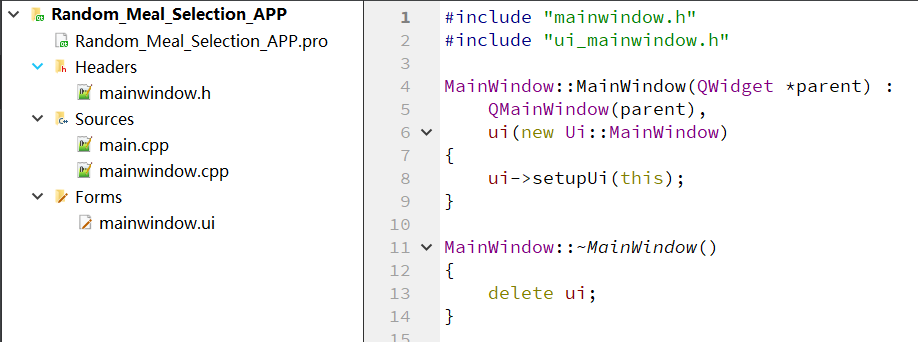 Random_Meal_Selection_APP
Random_Meal_Selection_APP.pro
Headers
mainwindow.h
Sources
main.cpp
mainwindow.cpp
Forms
mainwindow.ui
1 #include "mainwindow.h"
2 #include "ui_mainwindow.h"
3
4 MainWindow::MainWindow(QWidget *parent) :
5     QMainWindow(parent),
6     ui(new Ui::MainWindow)
7 {
8     ui->setupUi(this);
9 }
10
11 MainWindow::~MainWindow()
12 {
13     delete ui;
14 }
15